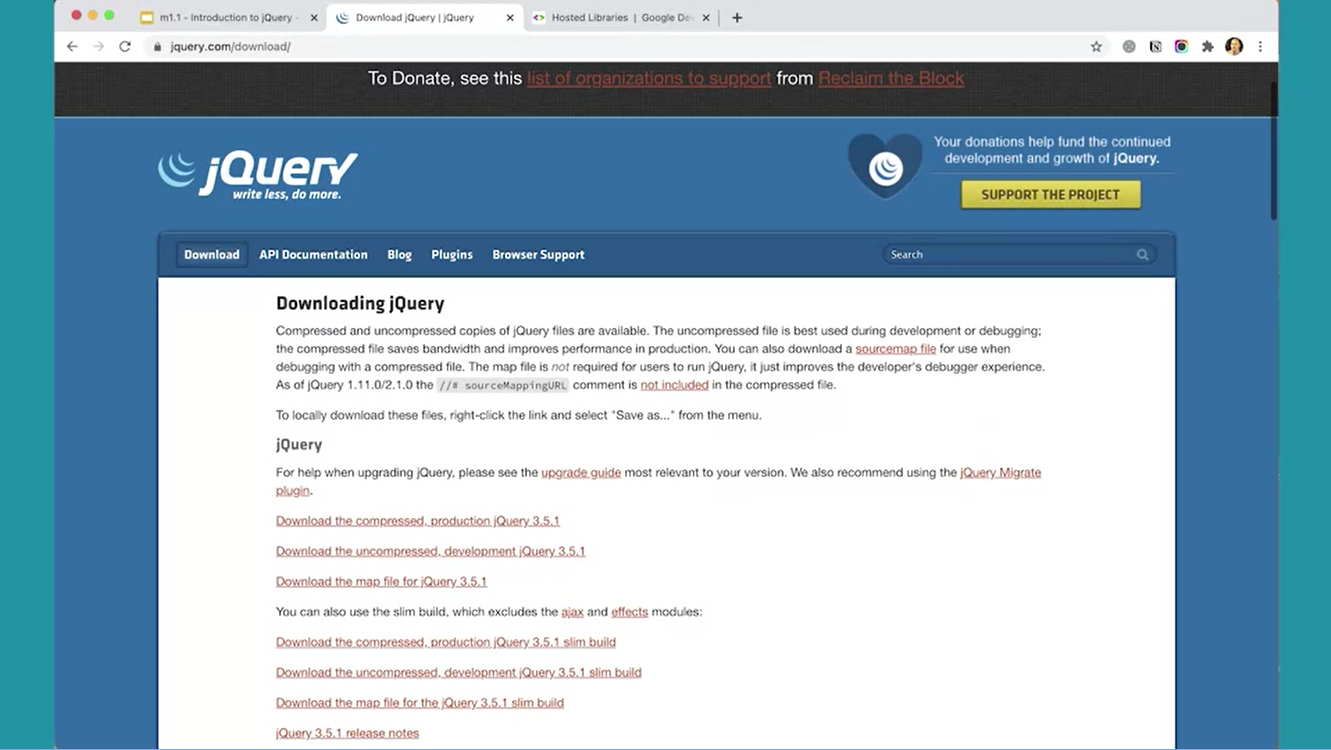 m1.1 - Introduction to jQuery -
Download jQuery | jQuery
Hosted Libraries | Google De
jquery.com/download/
To Donate, see this list of organizations to support from Reclaim the Block
jQuery
write less, do more.
Your donations help fund the continued
development and growth of jQuery.
SUPPORT THE PROJECT
Download API Documentation Blog Plugins Browser Support Search
Downloading jQuery
Compressed and uncompressed copies of jQuery files are available. The uncompressed file is best used during development or debugging;
the compressed file saves bandwidth and improves performance in production. You can also download a sourcemap file for use when
debugging with a compressed file. The map file is not required for users to run jQuery, it just improves the developer's debugger experience.
As of jQuery 1.11.0/2.1.0 the //# sourceMappingURL comment is not included in the compressed file.
To locally download these files, right-click the link and select "Save as..." from the menu.
jQuery
For help when upgrading jQuery, please see the upgrade guide most relevant to your version. We also recommend using the jQuery Migrate
plugin.
Download the compressed, production jQuery 3.5.1
Download the uncompressed, development jQuery 3.5.1
Download the map file for jQuery 3.5.1
You can also use the slim build, which excludes the ajax and effects modules:
Download the compressed, production jQuery 3.5.1 slim build
Download the uncompressed, development jQuery 3.5.1 slim build
Download the map file for the jQuery 3.5.1 slim build
jQuery 3.5.1 release notes